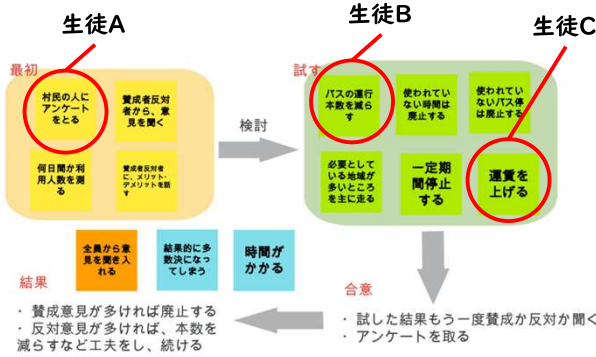 生徒A
生徒B
生徒C
最初
村民の人に
アンケート
をとる
賛成者反対
者から、意
見を聞く
何日間か利
用人数を測
る
賛成者反対者
に、メリット・
デメリットを話
す
検討
試す
バスの運行
本数を減ら
す
使われてい
ない時間は
廃止する
使われてい
ないバス停
は廃止する
必要として
いる地域が
多いところ
を主に走る
一定期
間停止
する
運賃を
上げる
全員から意
見を聞き入
れる
結果的に多
数決になっ
てしまう
時間が
かかる
結果
・ 賛成意見が多ければ廃止する
・ 反対意見が多ければ、本数を
減らすなど工夫をし、続ける
合意
・ 試した結果もう一度賛成か反対か聞く
・ アンケートを取る